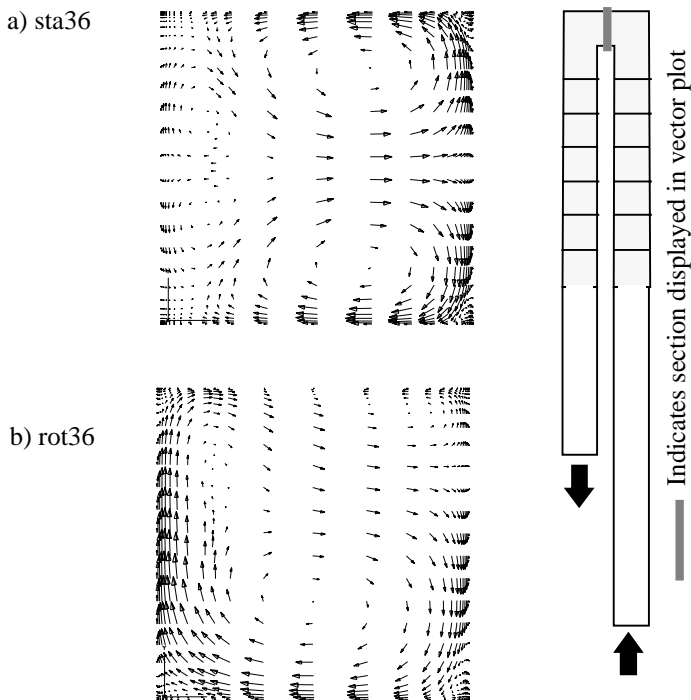 a) sta36
b) rot36
Indicates section displayed in vector plot